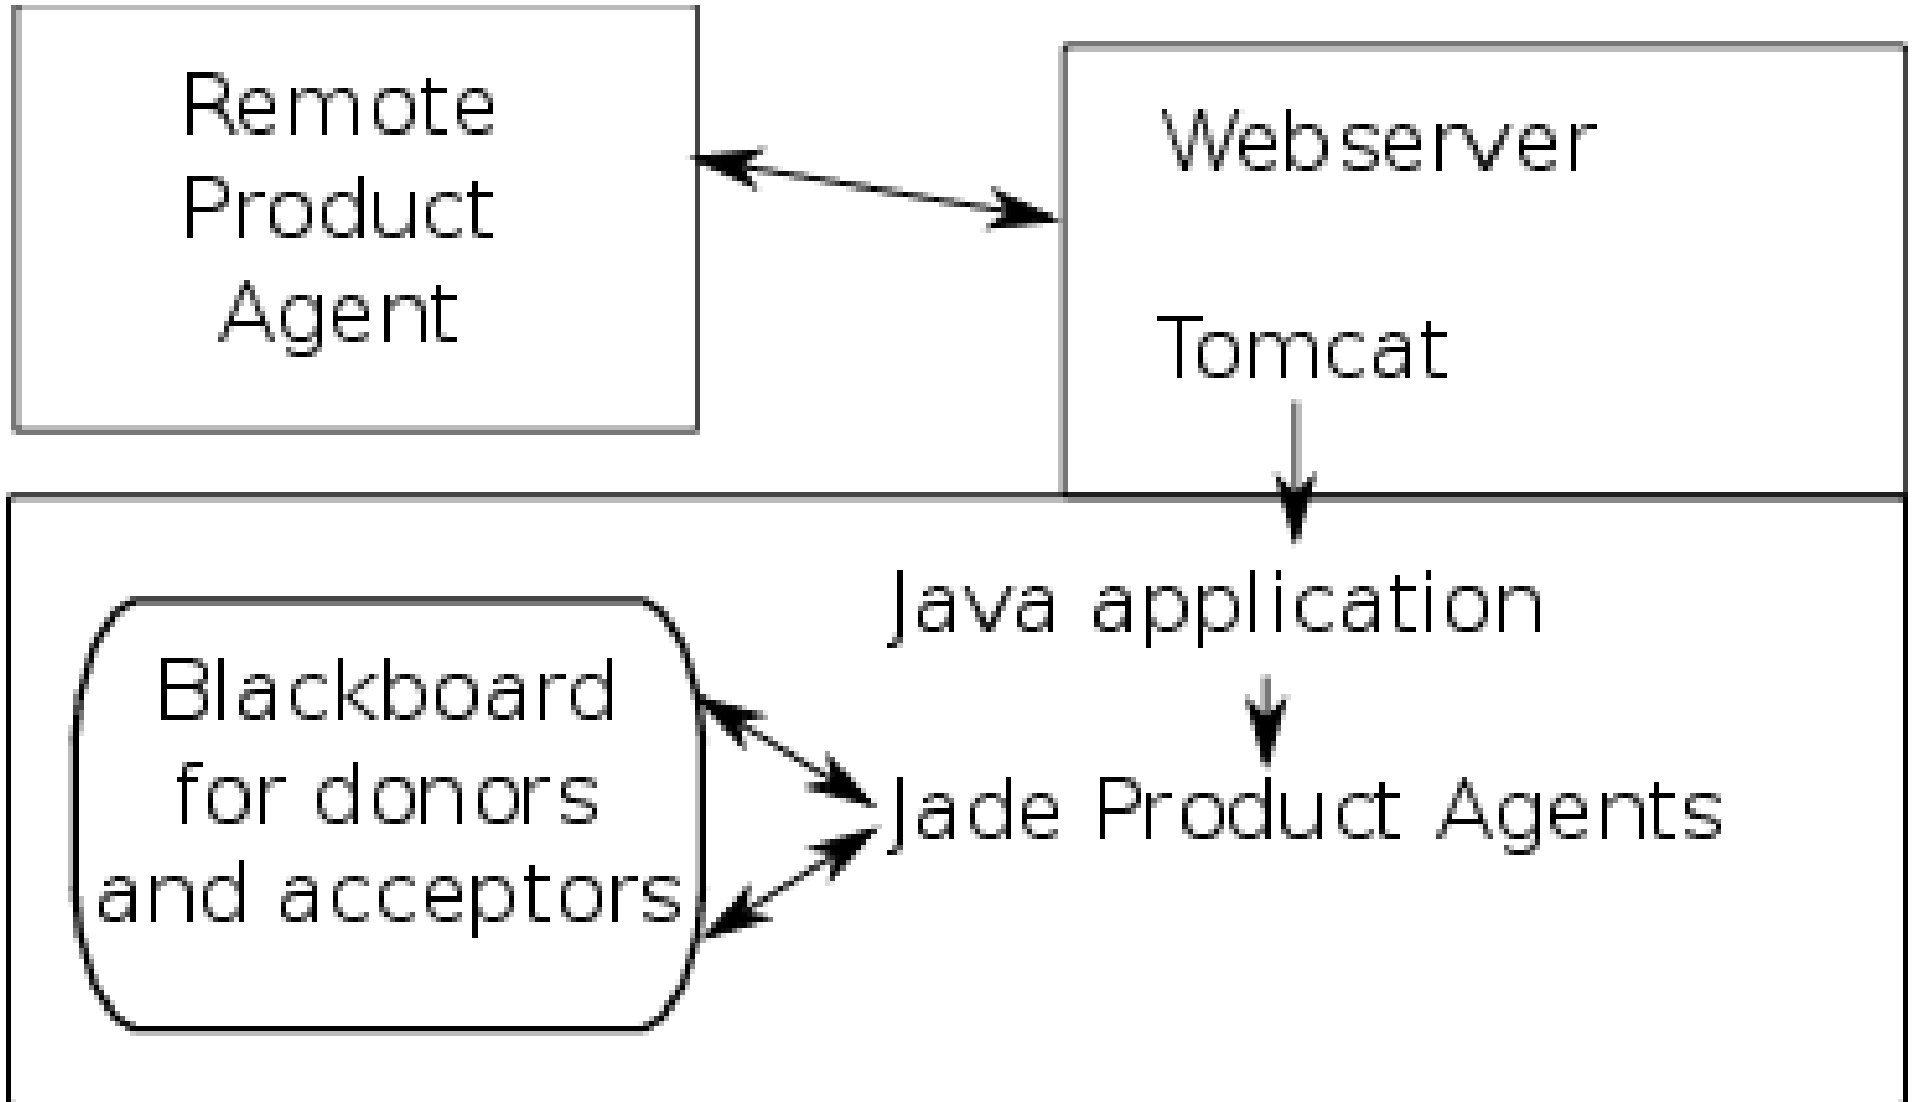 Remote
Product
Agent
Webserver
Tomcat
Java application
Blackboard
for donors
and acceptors
Jade Product Agents